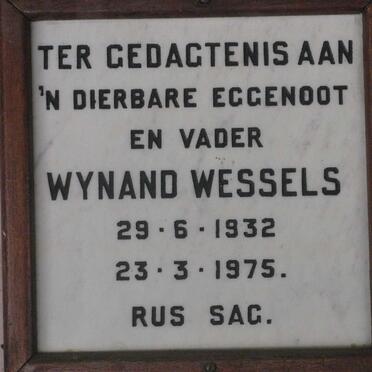 TER GEDAGTENIS AAN
'N DIERBARE EGGENOOT
EN VADER
WYNAND WESSELS
29·6·1932
23·3·1975.
RUS SAG.